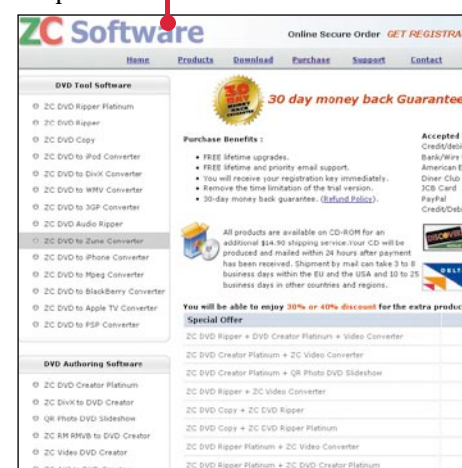 ZC Software
Online Secure Order GET REGISTRA
Home Products Download Purchase Support Contact
DVD Tool Software
ZC DVD Ripper Platinum
ZC DVD Ripper
ZC DVD Copy
ZC DVD to iPod Converter
ZC DVD to DivX Converter
ZC DVD to WMV Converter
ZC DVD to 3GP Converter
ZC DVD Audio Ripper
ZC DVD to Zune Converter
ZC DVD to iPhone Converter
ZC DVD to Mpeg Converter
ZC DVD to BlackBerry Converter
ZC DVD to Apple TV Converter
ZC DVD to PSP Converter
DVD Authoring Software
ZC DVD Creator Platinum
ZC DivX to DVD Creator
QR Photo DVD Slideshow
ZC RM RMVB to DVD Creator
ZC Video DVD Creator
30 DAY
MONEY
BACK
30 day money back Guarantee
Purchase Benefits :
FREE lifetime upgrades.
FREE lifetime and priority email support.
You will receive your registration key immediately.
Remove the time limitation of the trial version.
30-day money back guarantee. (Refund Policy).
Accepted
Credit/debi
Bank/Wire
American E
Diner Club
JCB Card
PayPal
Credit/Deb
All products are available on CD-ROM for an
additional $14.90 shipping service.Your CD will be
produced and mailed within 24 hours after payment
has been received. Shipment by mail can take 3 to 8
business days within the EU and the USA and 10 to 25
business days in other countries and regions.
DISCOVER
DELT
You will be able to enjoy 30% or 40% discount for the extra produc
Special Offer
ZC DVD Ripper + DVD Creator Platinum + Video Converter
ZC DVD Creator Platinum + ZC Video Converter
ZC DVD Creator Platinum + QR Photo DVD Slideshow
ZC DVD Ripper + ZC Video Converter
ZC DVD Copy + ZC DVD Ripper
ZC DVD Copy + ZC DVD Ripper Platinum
ZC DVD Ripper Platinum + ZC Video Converter
ZC DVD Ripper Platinum + ZC DVD Creator Platinum